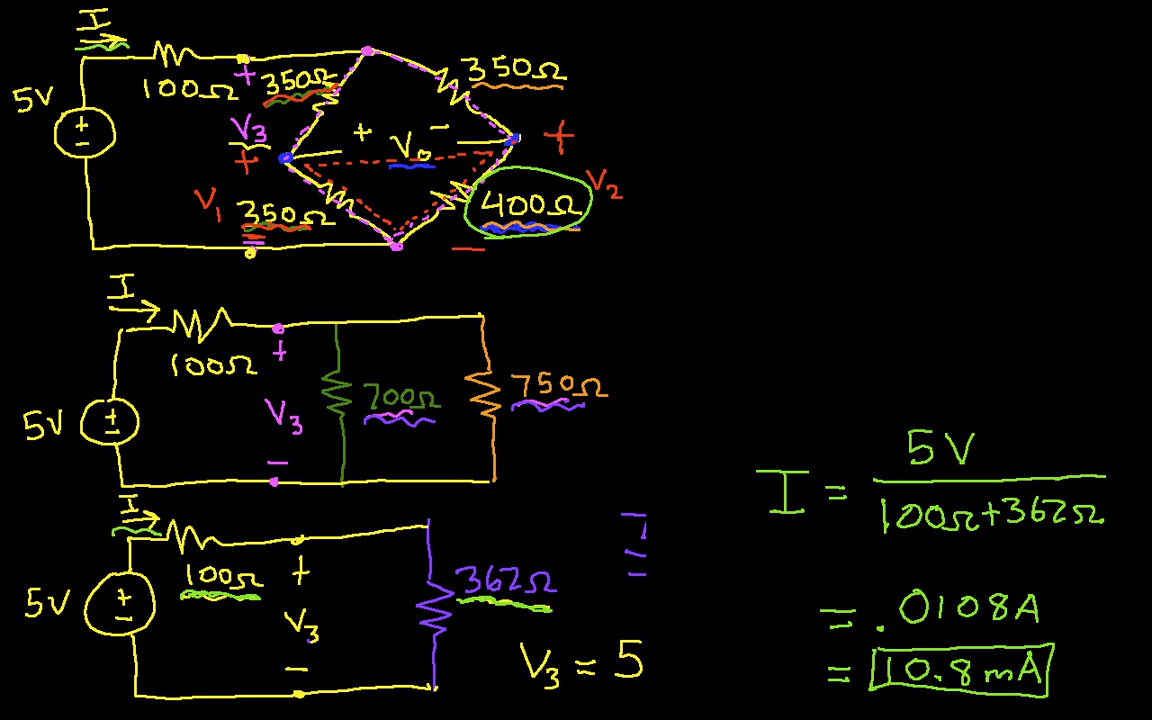 I
100Ω
350Ω
350Ω
5V
+
-
+
V3
+ - V0
+
+
V1
350Ω
400Ω
V2
-
I
100Ω
+
5V
+
-
V3
700Ω
750Ω
-
I
100Ω
5V
+
-
+
V3
-
362Ω
V3 = 5
I = 5V
100Ω+362Ω
= .0108A
= 10.8mA